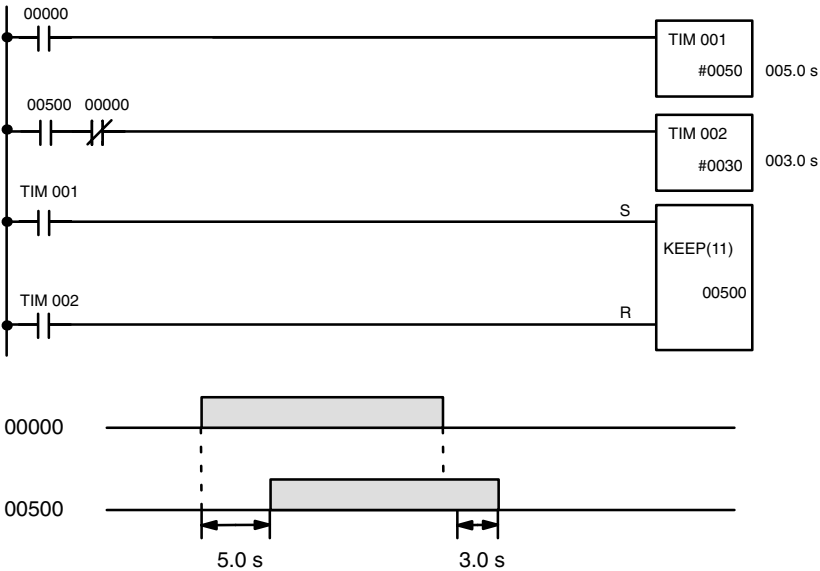 00000
TIM 001
#0050 005.0 s
00500 00000
TIM 002
#0030 003.0 s
TIM 001
S
KEEP(11)
00500
TIM 002
R
00000
00500
5.0 s 3.0 s